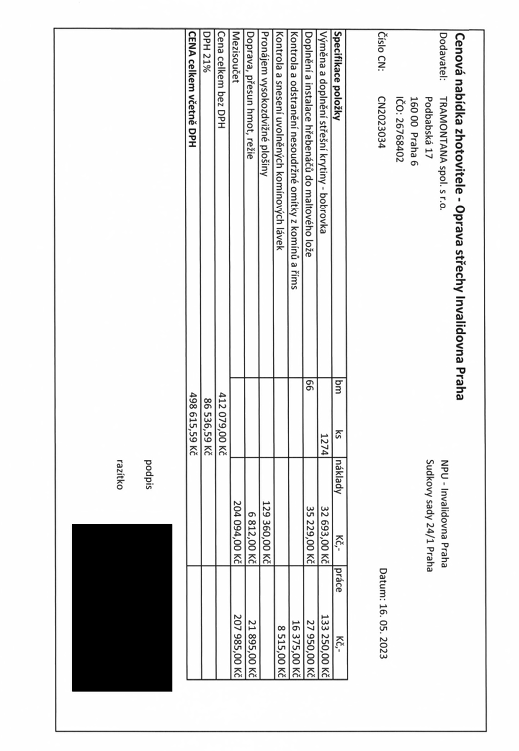 Cenová nabídka zhotovitele - Oprava střechy Invalidovna Praha
Dodavatel: TRAMONTANA spol. s r.o. NPU - Invalidovna Praha
Podbabská 17 Sudkovy sady 24/1 Praha
160 00 Praha 6
IČO: 26768402
Číslo CN: CN2023034 Datum: 16. 05. 2023
Specifikace položky bm ks náklady Kč,- práce Kč,-
Výměna a doplnění střešní krytiny - bobrovka 1274 32 693,00 Kč 133 250,00 Kč
Doplnění a instalace hřebenáčů do maltového lože 66 35 229,00 Kč 27 950,00 Kč
Kontrola a odstranění nesoudržné omítky z komínů a říms 16 375,00 Kč
Kontrola a snesení uvolněných komínových lávek 8 515,00 Kč
Pronájem vysokozdvižné plošiny 129 360,00 Kč
Doprava, přesun hmot, režie 6 812,00 Kč 21 895,00 Kč
Mezisoučet 204 094,00 Kč 207 985,00 Kč
Cena celkem bez DPH 412 079,00 Kč
DPH 21% 86 536,59 Kč
CENA celkem včetně DPH 498 615,59 Kč
podpis
razítko